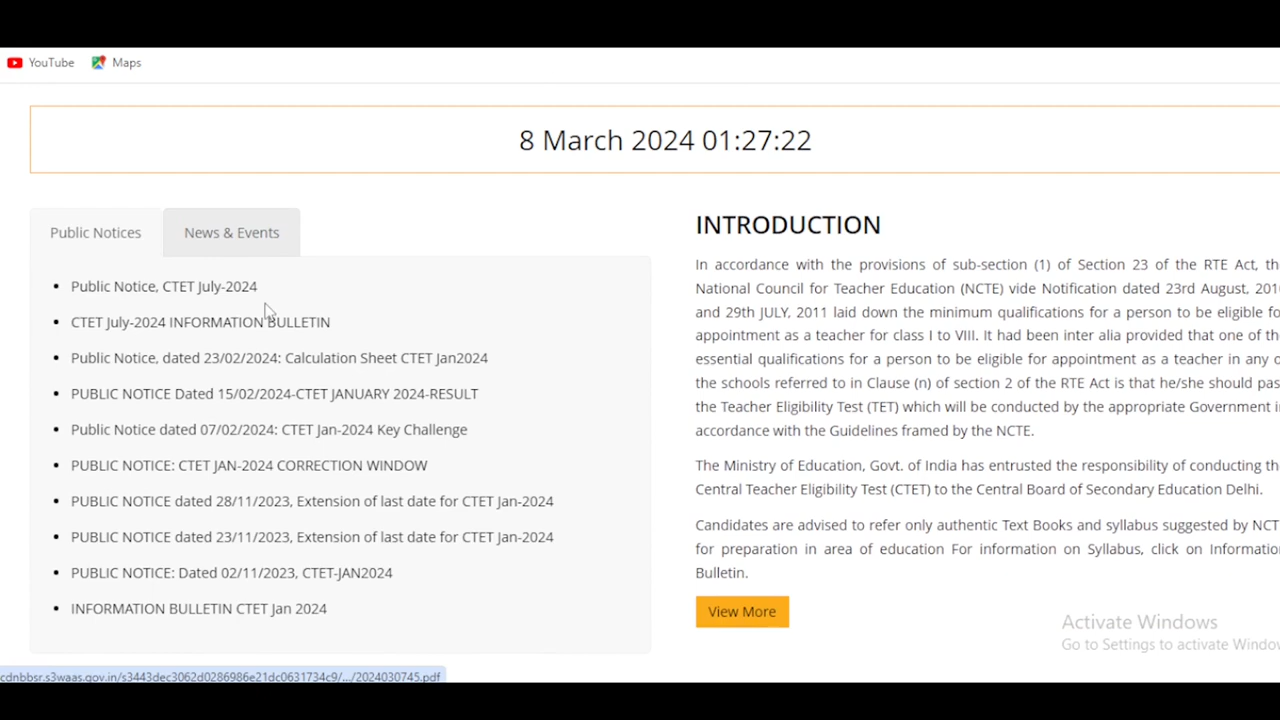 YouTube
Maps
8 March 2024 01:27:22
Public Notices
News & Events
Public Notice, CTET July-2024
CTET July-2024 INFORMATION BULLETIN
Public Notice, dated 23/02/2024: Calculation Sheet CTET Jan2024
PUBLIC NOTICE Dated 15/02/2024-CTET JANUARY 2024-RESULT
Public Notice dated 07/02/2024: CTET Jan-2024 Key Challenge
PUBLIC NOTICE: CTET JAN-2024 CORRECTION WINDOW
PUBLIC NOTICE dated 28/11/2023, Extension of last date for CTET Jan-2024
PUBLIC NOTICE dated 23/11/2023, Extension of last date for CTET Jan-2024
PUBLIC NOTICE: Dated 02/11/2023, CTET-JAN2024
INFORMATION BULLETIN CTET Jan 2024
INTRODUCTION
In accordance with the provisions of sub-section (1) of Section 23 of the RTE Act, th
National Council for Teacher Education (NCTE) vide Notification dated 23rd August, 201
and 29th JULY, 2011 laid down the minimum qualifications for a person to be eligible fo
appointment as a teacher for class I to VIII. It had been inter alia provided that one of th
essential qualifications for a person to be eligible for appointment as a teacher in any o
the schools referred to in Clause (n) of section 2 of the RTE Act is that he/she should pas
the Teacher Eligibility Test (TET) which will be conducted by the appropriate Government i
accordance with the Guidelines framed by the NCTE.
The Ministry of Education, Govt. of India has entrusted the responsibility of conducting th
Central Teacher Eligibility Test (CTET) to the Central Board of Secondary Education Delhi.
Candidates are advised to refer only authentic Text Books and syllabus suggested by NCT
for preparation in area of education For information on Syllabus, click on Informatio
Bulletin.
View More
Activate Windows
Go to Settings to activate Windo
cdnbbsr.s3waas.gov.in/s3443dec3062d0286986e21dc0631734c9/.../2024030745.pdf